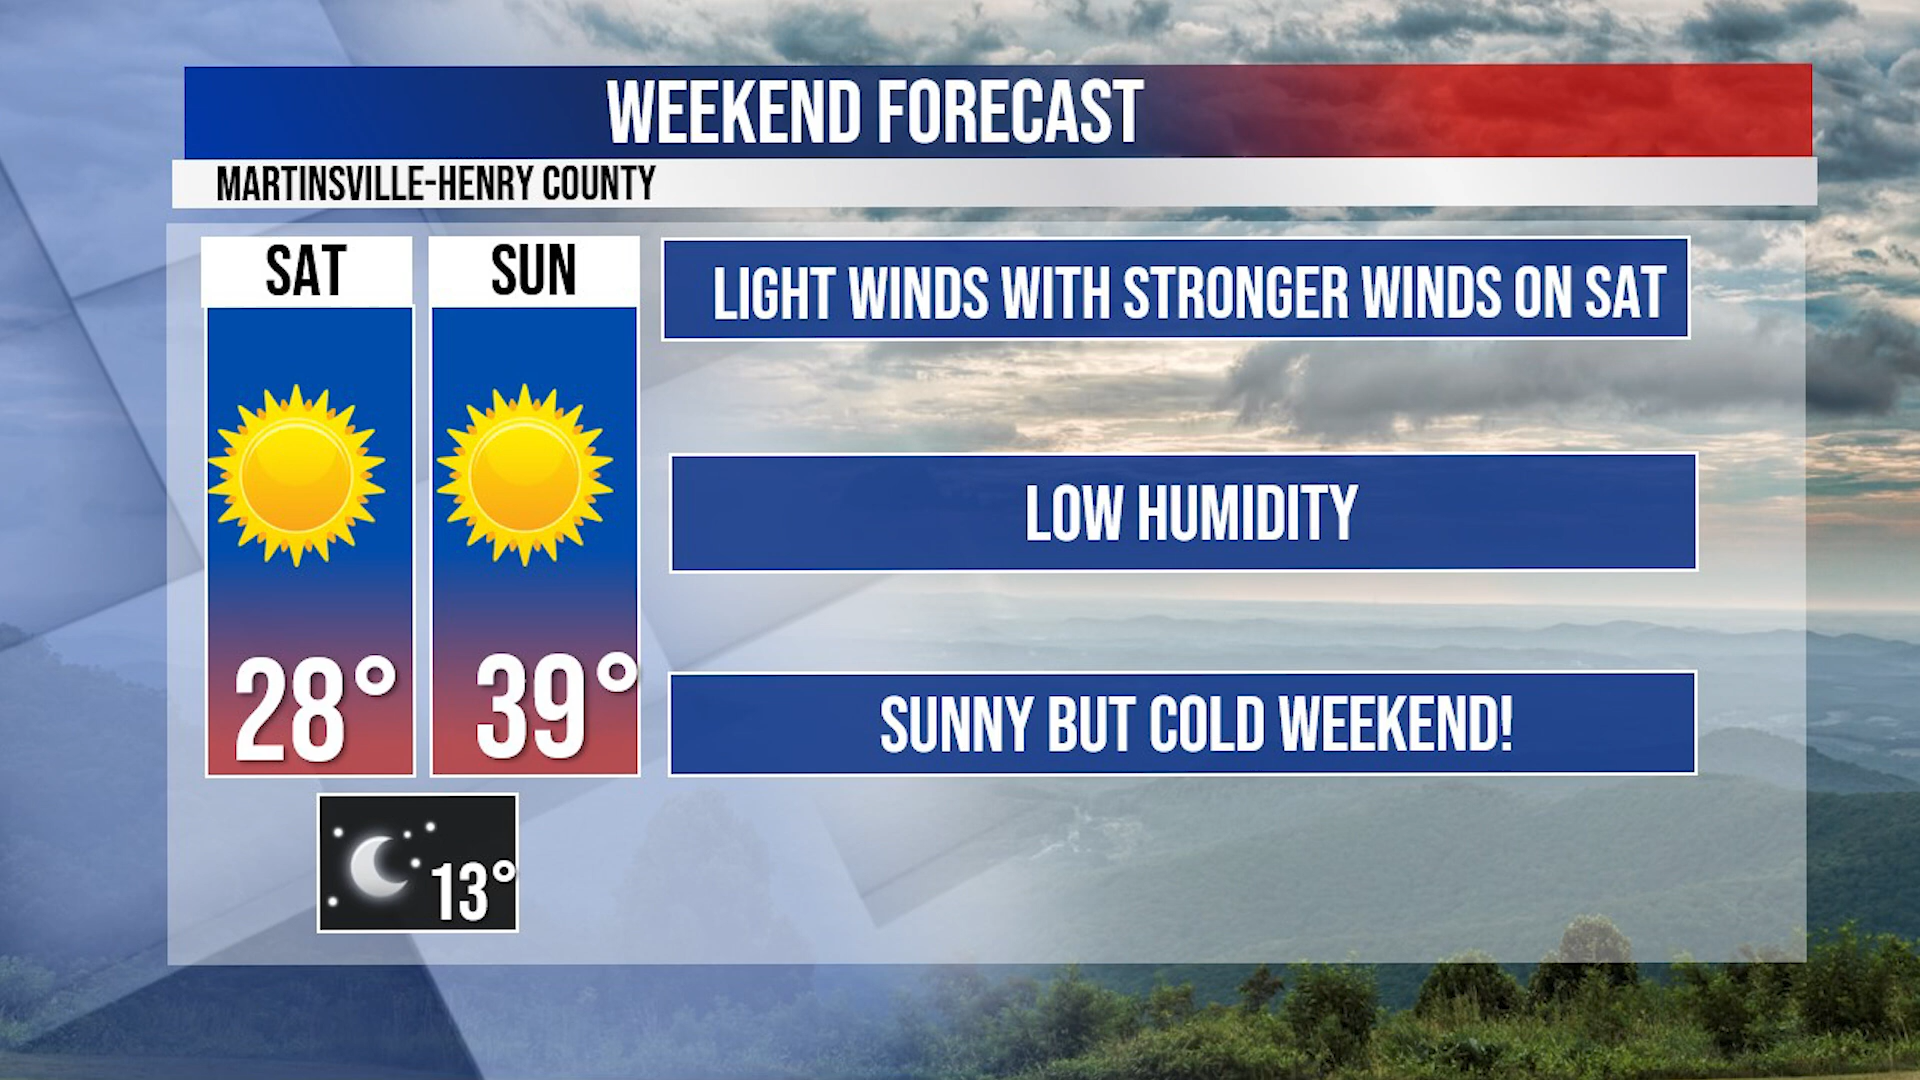 WEEKEND FORECAST
MARTINSVILLE-HENRY COUNTY
SAT
SUN
28°
39°
13°
LIGHT WINDS WITH STRONGER WINDS ON SAT
LOW HUMIDITY
SUNNY BUT COLD WEEKEND!